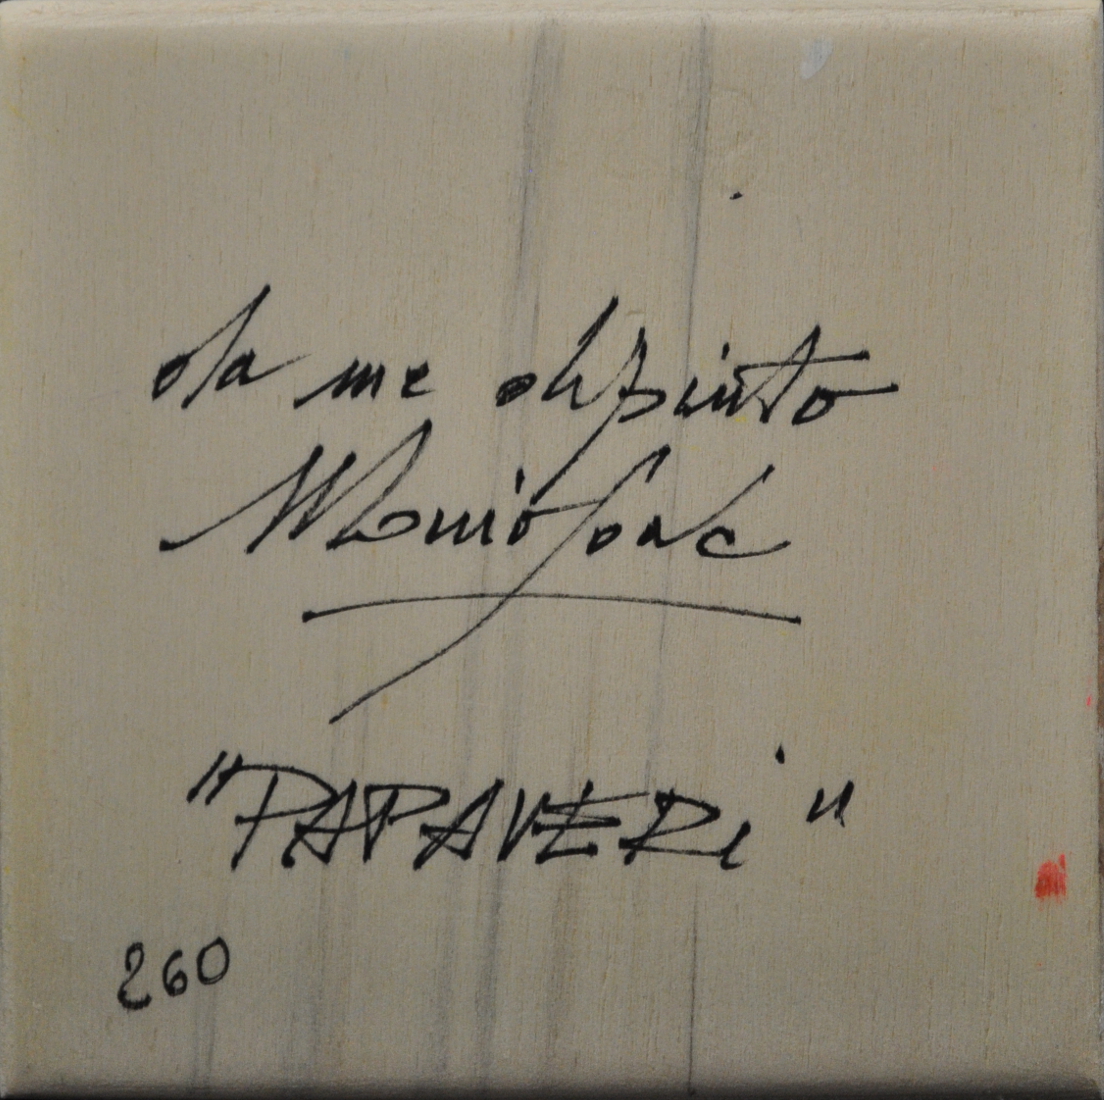 da me dipinto
"PAPAVERi"
260